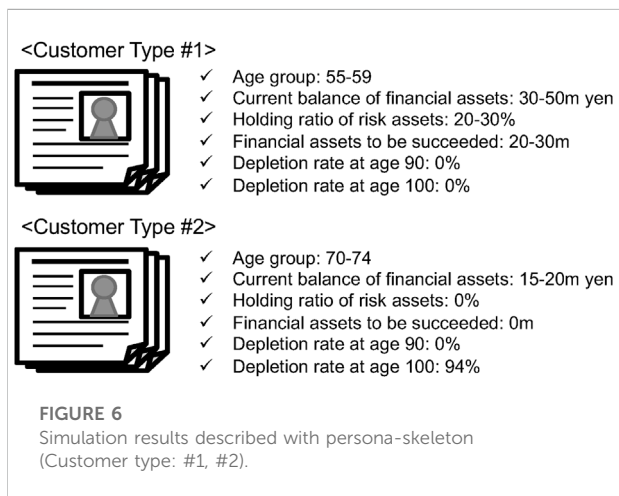 <Customer Type #1>
✓ Age group: 55-59
✓ Current balance of financial assets: 30-50m yen
✓ Holding ratio of risk assets: 20-30%
✓ Financial assets to be succeeded: 20-30m
✓ Depletion rate at age 90: 0%
✓ Depletion rate at age 100: 0%
<Customer Type #2>
✓ Age group: 70-74
✓ Current balance of financial assets: 15-20m yen
✓ Holding ratio of risk assets: 0%
✓ Financial assets to be succeeded: 0m
✓ Depletion rate at age 90: 0%
✓ Depletion rate at age 100: 94%
FIGURE 6
Simulation results described with persona-skeleton
(Customer type: #1, #2).